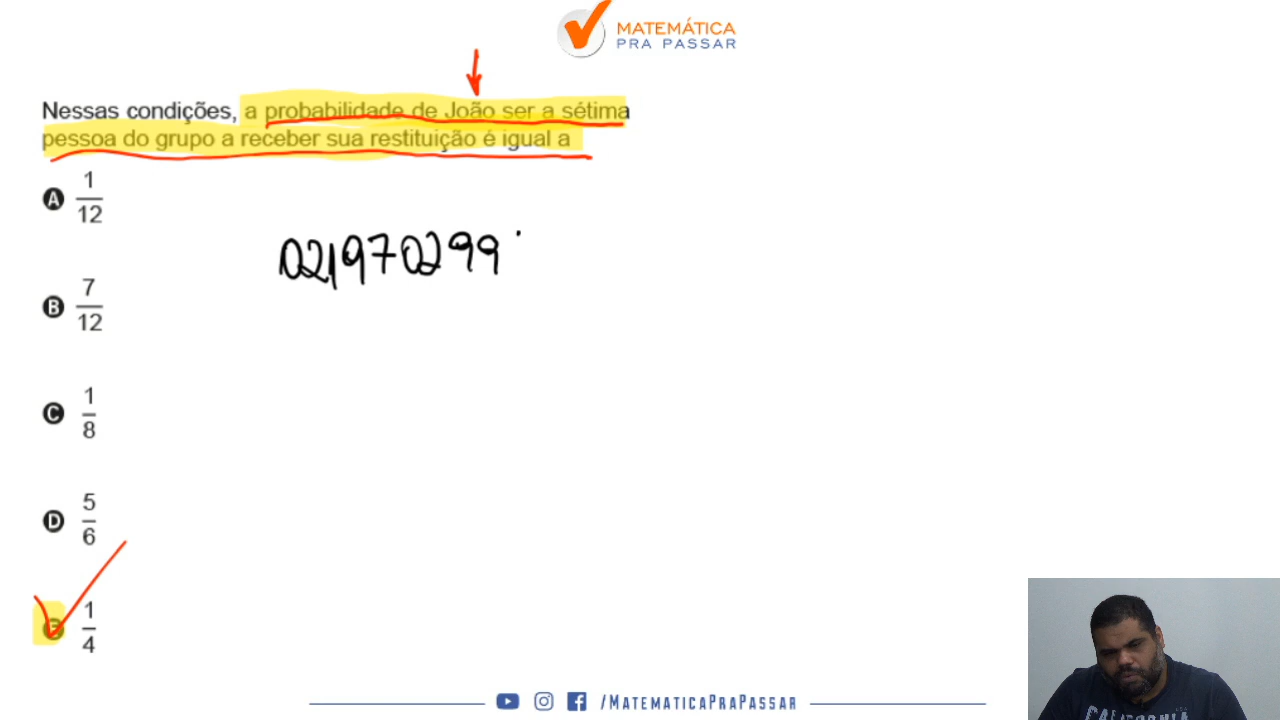 MATEMÁTICA
PRA PASSAR
Nessas condições, a probabilidade de João ser a sétima
pessoa do grupo a receber sua restituição é igual a
A 1/12
B 7/12
021970299
C 1/8
D 5/6
E 1/4
/MATEMATICAPRAPASSAR